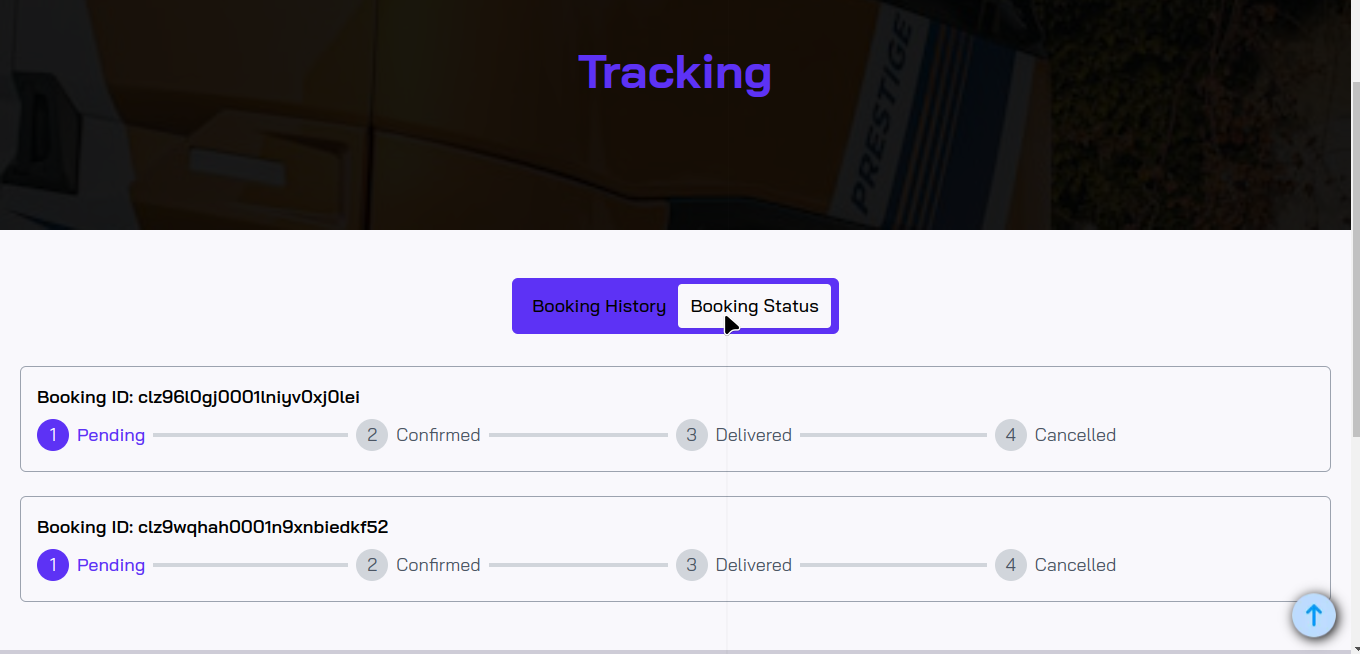 Tracking
PRESTIGE
Booking History
Booking Status
Booking ID: clz96l0gj0001lniyv0xj0lei
1 Pending 2 Confirmed 3 Delivered 4 Cancelled
Booking ID: clz9wqhah0001n9xnbiedkf52
1 Pending 2 Confirmed 3 Delivered 4 Cancelled